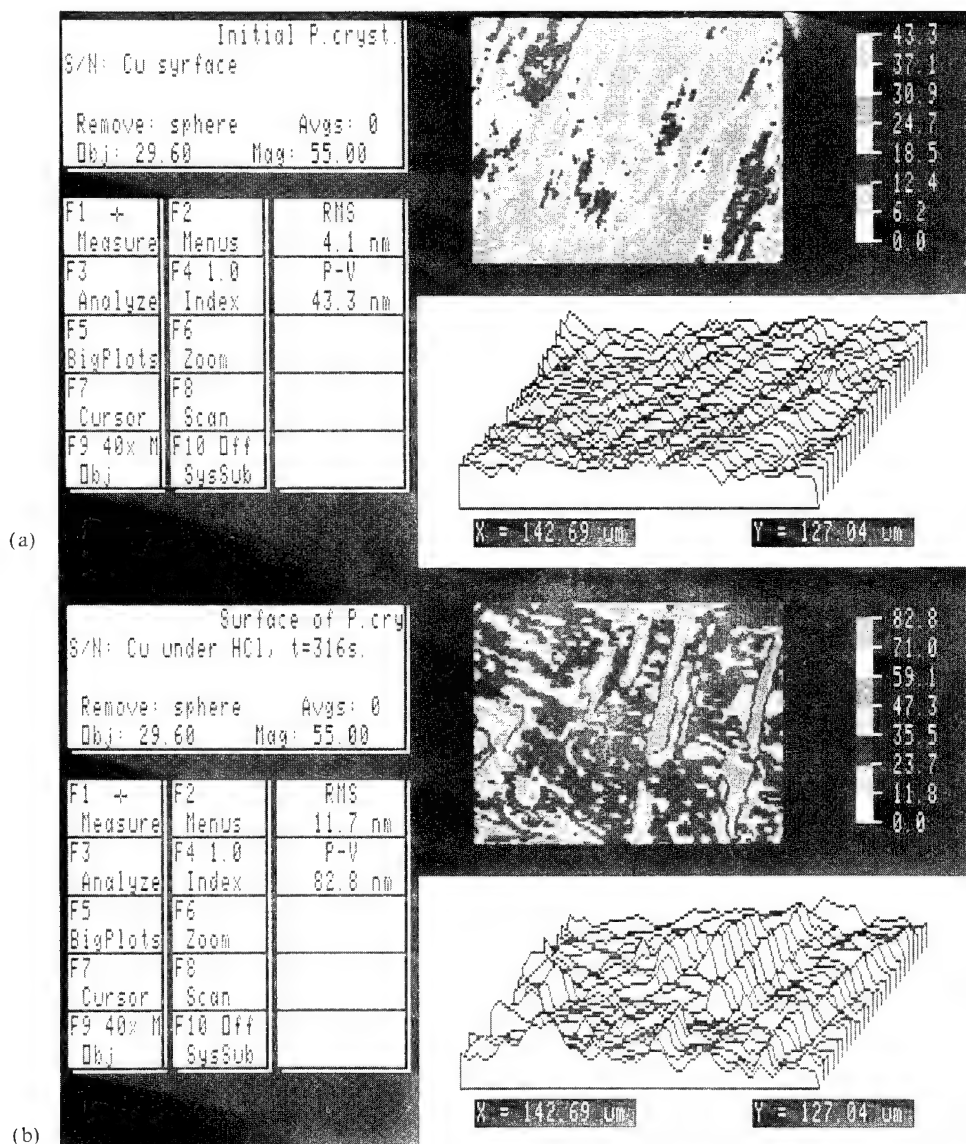 Initial P.cryst.
S/N: Cu syrface
Remove: sphere Avgs: 0
Obj: 29.60 Mag: 55.00
F1 F2 RMS
Measure Menus 4.1 nm
F3 F4 1.0 P-V
Analyze Index 43.3 nm
F5 F6
BigPlots Zoom
F7 F8
Cursor Scan
F9 40x M F10 Off
Obj SysSub
43.3
37.1
30.9
24.7
18.5
12.4
6.2
0.0
X = 142.69 um Y = 127.04 um
(a)
Surface of P.cry
S/N: Cu under HCl, t=316s.
Remove: sphere Avgs: 0
Obj: 29.60 Mag: 55.00
F1 F2 RMS
Measure Menus 11.7 nm
F3 F4 1.0 P-V
Analyze Index 82.8 nm
F5 F6
BigPlots Zoom
F7 F8
Cursor Scan
F9 40x M F10 Off
Obj SysSub
82.8
71.0
59.1
47.3
35.5
23.7
11.8
0.0
X = 142.69 um Y = 127.04 um
(b)